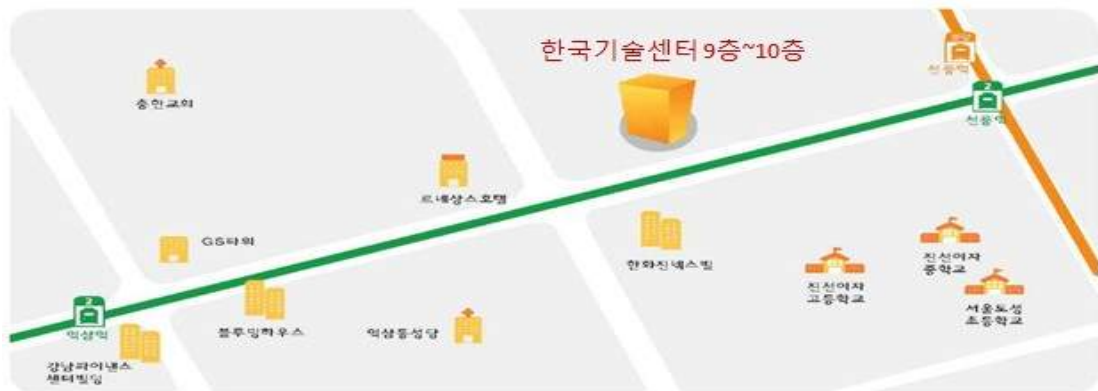 한국기술센터 9층~10층
분당
선릉역
2
선릉역
충현교회
르네상스호텔
GS타워
한화진넥스빌
진선여자
중학교
진선여자
고등학교
서울도성
초등학교
2
역삼역
블루밍하우스
역삼동성당
강남파이낸스
센터빌딩